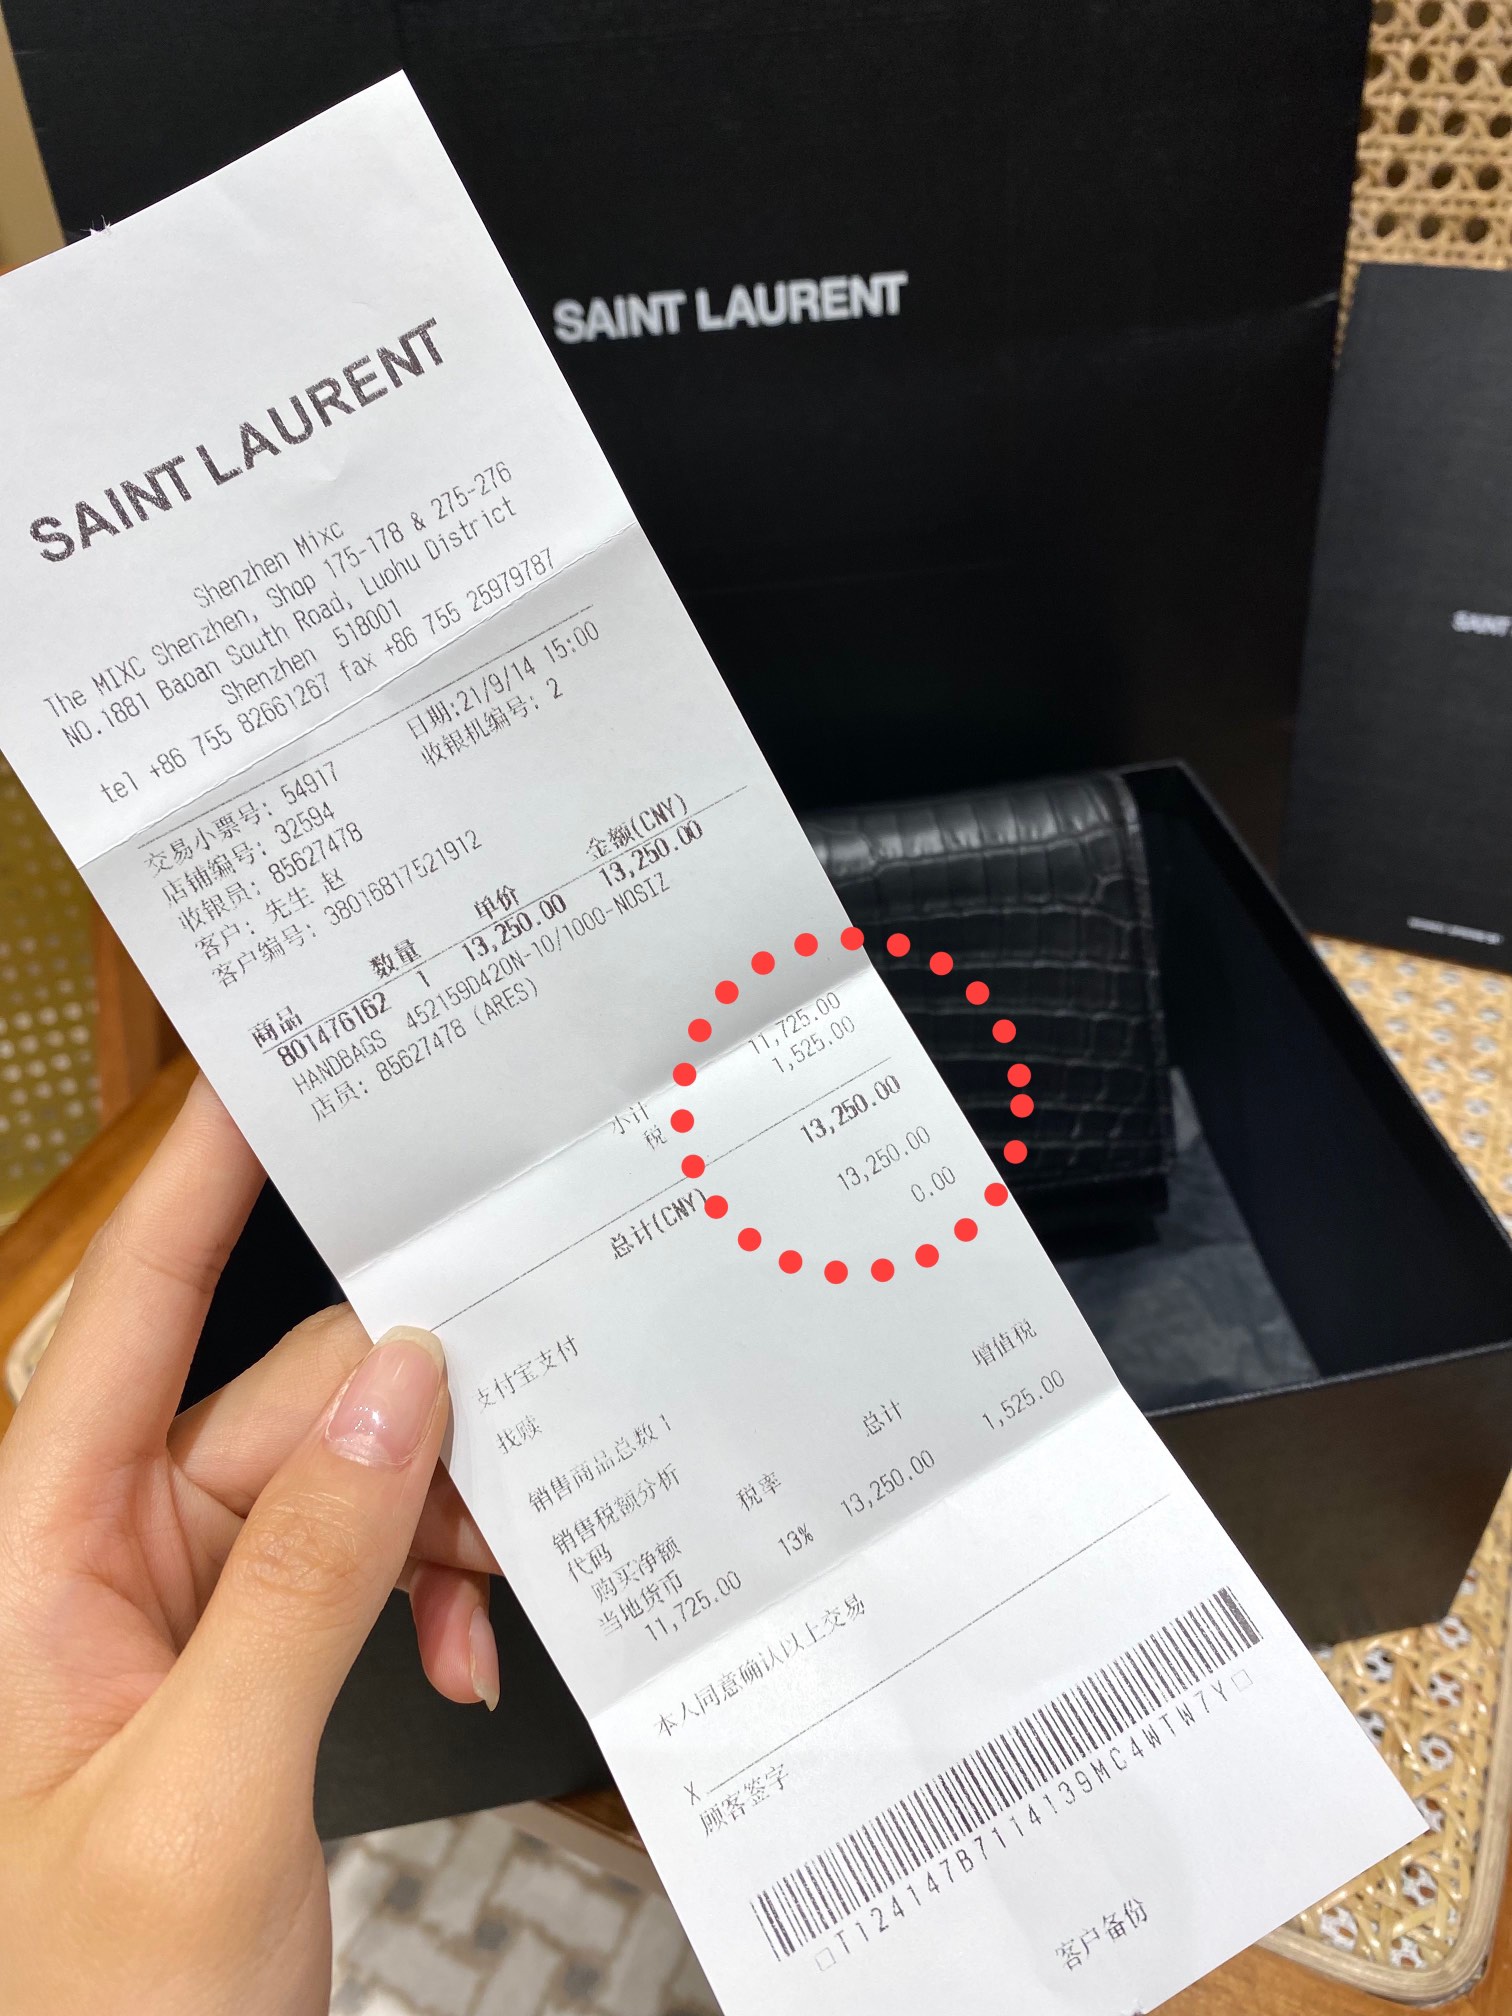 SAINT LAURENT
SAINT LAURENT
Shenzhen Mixc
The MIXC Shenzhen, Shop 175-178 & 275-276
NO.1881 Baoan South Road, Luohu District
Shenzhen 518001
tel +86 755 82661267 fax +86 755 25979787
交易小票号: 54917 日期:21/9/14 15:00
店铺编号: 32594 收银机编号: 2
收银员: 85627478
客户: 先生 赵
客户编号: 3801681752​1912
商品 数量 单价 金额(CNY)
801476162 1 13,250.00 13,250.00
HANDBAGS 452159D420N-10/1000-NOSIZ
店员: 85627478 (ARES)
小计 11,725.00
税 1,525.00
总计(CNY) 13,250.00
支付宝支付 13,250.00
找赎 0.00
销售商品总数 1
销售税额分析
代码 税率 总计 增值税
购买净额 13% 13,250.00 1,525.00
当地货币
11,725.00
本人同意确认以上交易
X
顾客签字
T124147B7114139MC4WTW7Y
客户备份
SAINT